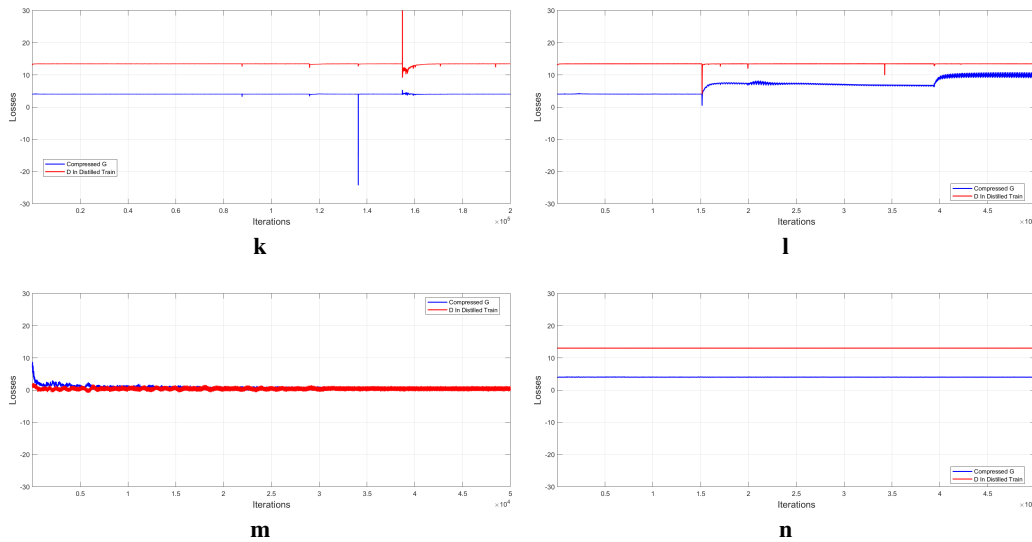 30
20
10
0
-10
-20
-30
Losses
Compressed G
D In Distilled Train
0.2 0.4 0.6 0.8 1 1.2 1.4 1.6 1.8 2
Iterations
×10⁵
k
30
20
10
0
-10
-20
-30
Losses
Compressed G
D In Distilled Train
0.5 1 1.5 2 2.5 3 3.5 4 4.5
Iterations
×10
l
30
20
10
0
-10
-20
-30
Losses
Compressed G
D In Distilled Train
0.5 1 1.5 2 2.5 3 3.5 4 4.5 5
Iterations
×10⁴
m
30
20
10
0
-10
-20
-30
Losses
Compressed G
D In Distilled Train
0.5 1 1.5 2 2.5 3 3.5 4 4.5
Iterations
×10
n